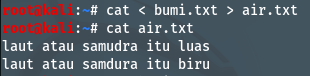 root@kali:~# cat < bumi.txt > air.txt
root@kali:~# cat air.txt
laut atau samudra itu luas
laut atau samdura itu biru